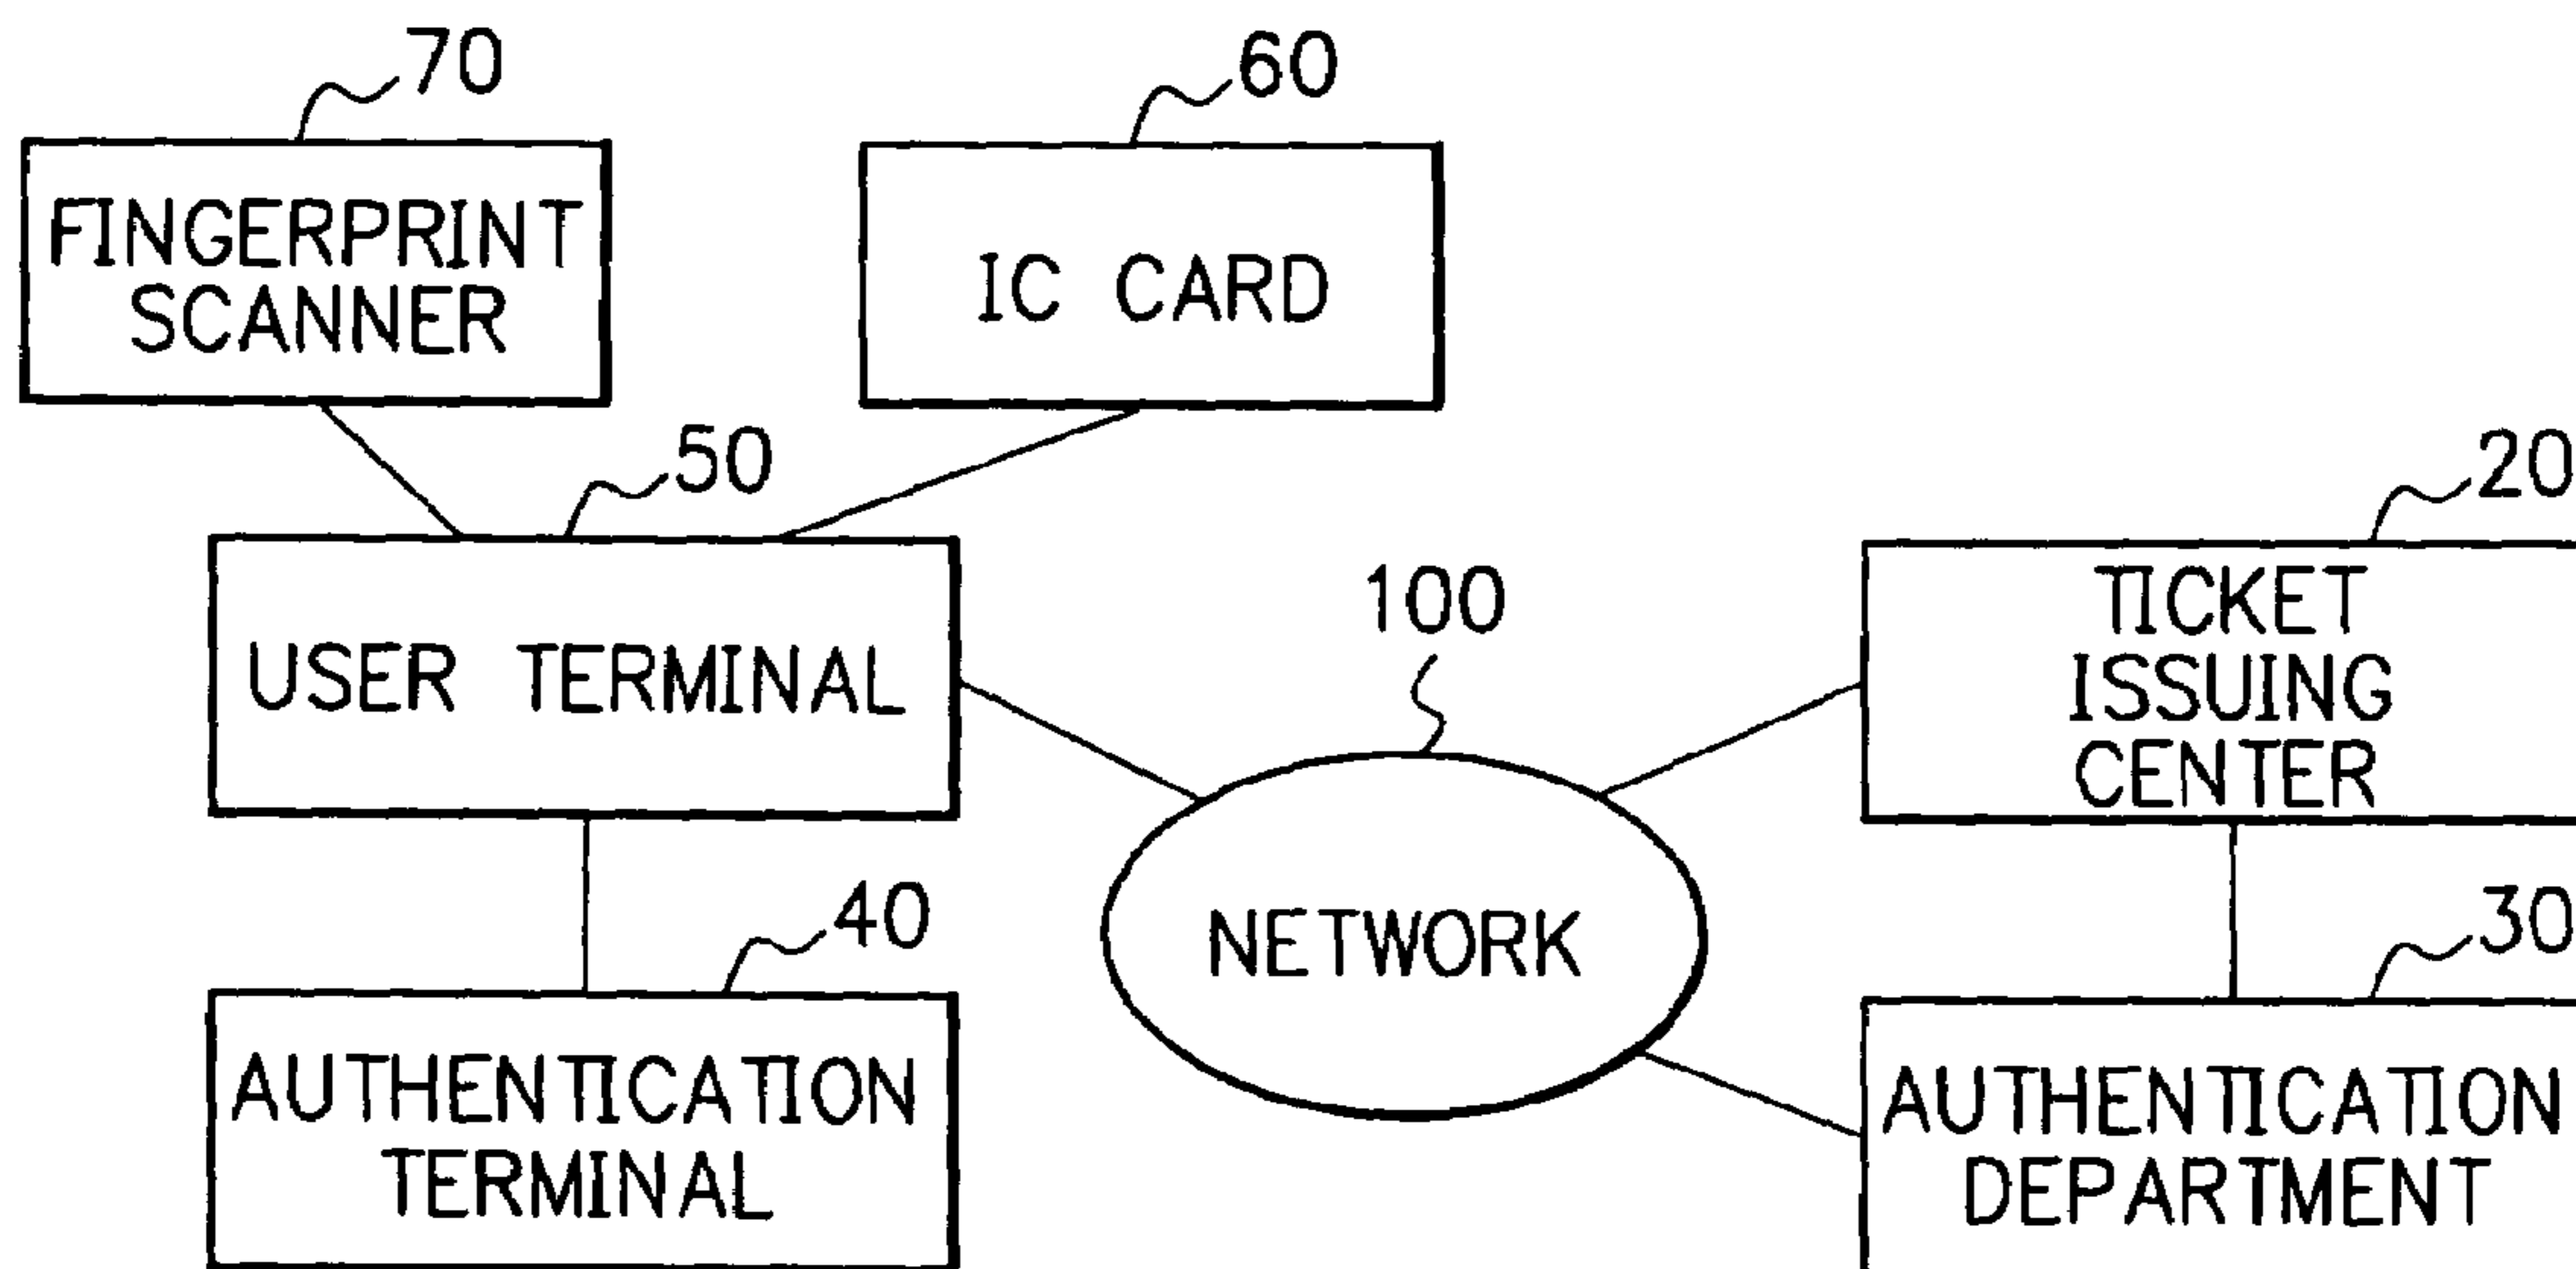 70
60
FINGERPRINT
SCANNER
IC CARD
50
20
USER TERMINAL
100
TICKET
ISSUING
CENTER
40
30
NETWORK
AUTHENTICATION
TERMINAL
AUTHENTICATION
DEPARTMENT